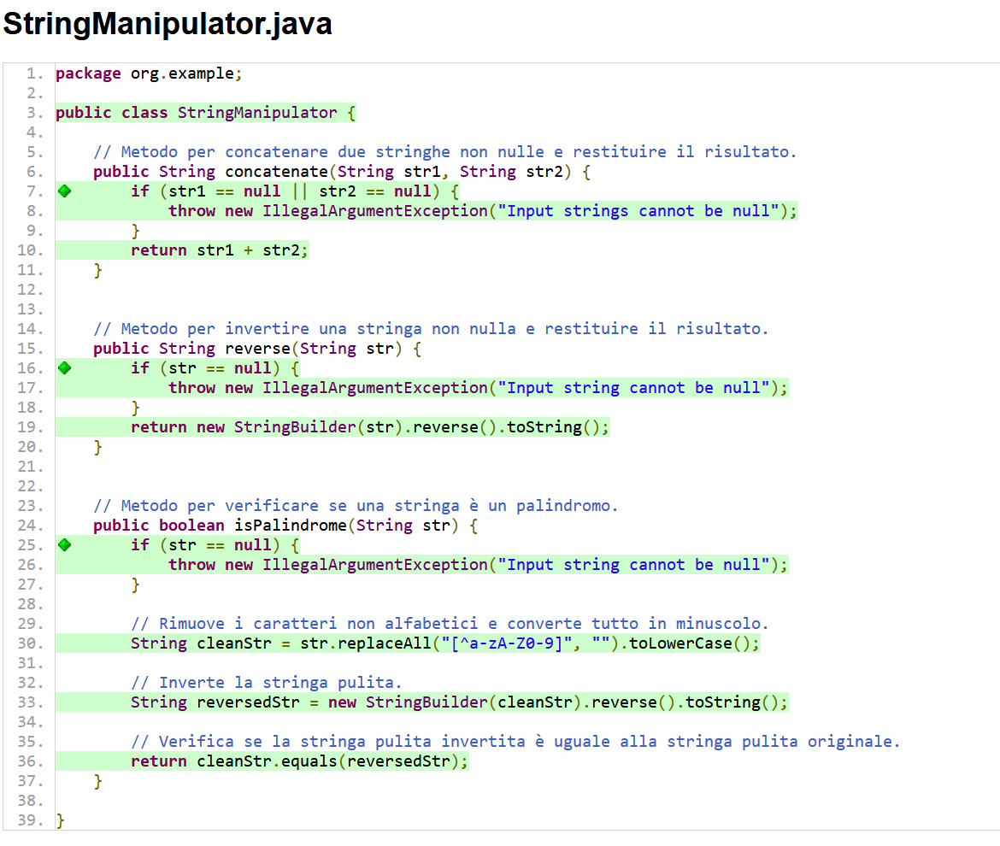 StringManipulator.java
1. package org.example;
2.
3. public class StringManipulator {
4.
5.     // Metodo per concatenare due stringhe non nulle e restituire il risultato.
6.     public String concatenate(String str1, String str2) {
7.         if (str1 == null || str2 == null) {
8.             throw new IllegalArgumentException("Input strings cannot be null");
9.         }
10.         return str1 + str2;
11.     }
12.
13.
14.     // Metodo per invertire una stringa non nulla e restituire il risultato.
15.     public String reverse(String str) {
16.         if (str == null) {
17.             throw new IllegalArgumentException("Input string cannot be null");
18.         }
19.         return new StringBuilder(str).reverse().toString();
20.     }
21.
22.
23.     // Metodo per verificare se una stringa è un palindromo.
24.     public boolean isPalindrome(String str) {
25.         if (str == null) {
26.             throw new IllegalArgumentException("Input string cannot be null");
27.         }
28.
29.         // Rimuove i caratteri non alfabetici e converte tutto in minuscolo.
30.         String cleanStr = str.replaceAll("[^a-zA-Z0-9]", "").toLowerCase();
31.
32.         // Inverte la stringa pulita.
33.         String reversedStr = new StringBuilder(cleanStr).reverse().toString();
34.
35.         // Verifica se la stringa pulita invertita è uguale alla stringa pulita originale.
36.         return cleanStr.equals(reversedStr);
37.     }
38.
39. }